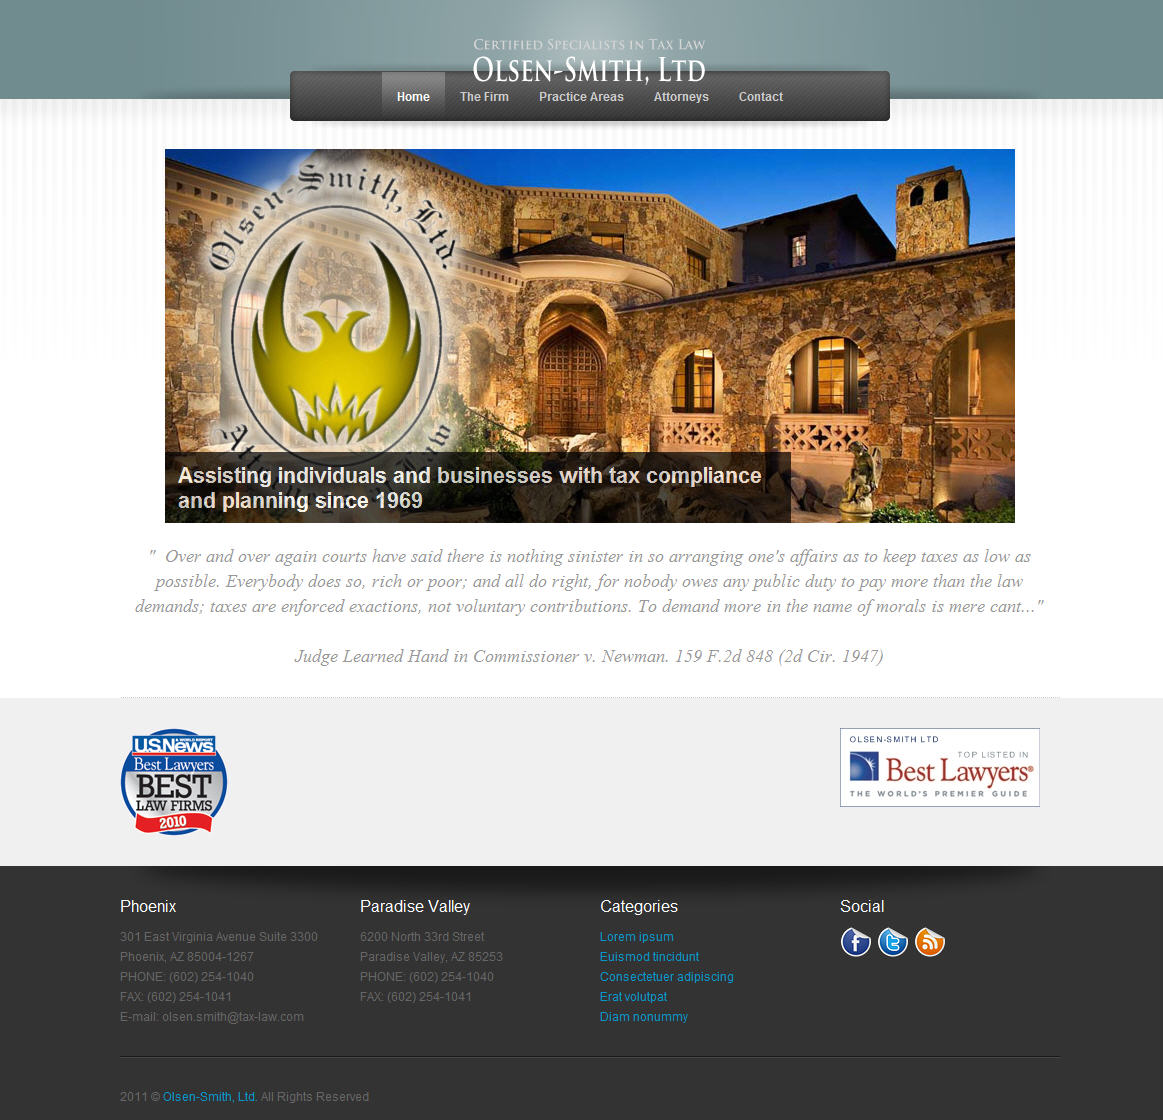 CERTIFIED SPECIALISTS IN TAX LAW
OLSEN-SMITH, LTD
Home The Firm Practice Areas Attorneys Contact
Olsen-Smith, Ltd.
Assisting individuals and businesses with tax compliance
and planning since 1969
" Over and over again courts have said there is nothing sinister in so arranging one's affairs as to keep taxes as low as
possible. Everybody does so, rich or poor; and all do right, for nobody owes any public duty to pay more than the law
demands; taxes are enforced exactions, not voluntary contributions. To demand more in the name of morals is mere cant..."
Judge Learned Hand in Commissioner v. Newman. 159 F.2d 848 (2d Cir. 1947)
U.S.News & WORLD REPORT
Best Lawyers
BEST
LAW FIRMS
2010
OLSEN-SMITH LTD
TOP LISTED IN
Best Lawyers®
THE WORLD'S PREMIER GUIDE
Phoenix
301 East Virginia Avenue Suite 3300
Phoenix, AZ 85004-1267
PHONE: (602) 254-1040
FAX: (602) 254-1041
E-mail: olsen.smith@tax-law.com
Paradise Valley
6200 North 33rd Street
Paradise Valley, AZ 85253
PHONE: (602) 254-1040
FAX: (602) 254-1041
Categories
Lorem ipsum
Euismod tincidunt
Consectetuer adipiscing
Erat volutpat
Diam nonummy
Social
2011 © Olsen-Smith, Ltd. All Rights Reserved